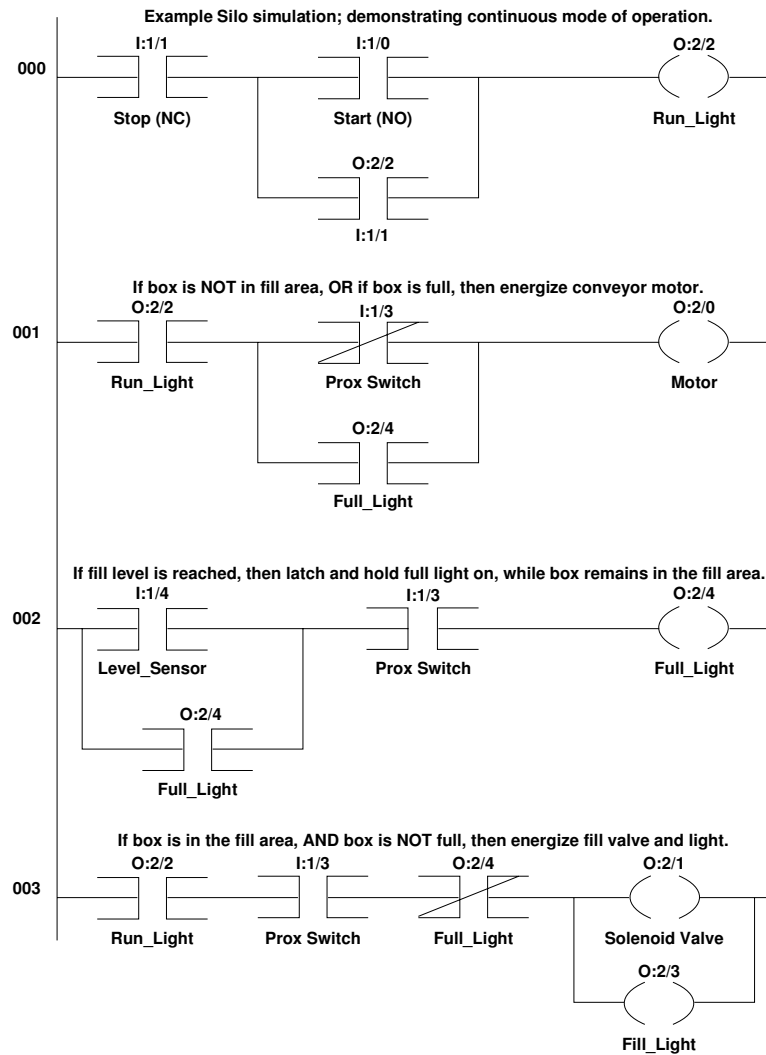 Example Silo simulation; demonstrating continuous mode of operation.
I:1/1 I:1/0 O:2/2
000
Stop (NC) Start (NO) Run_Light
O:2/2
I:1/1
If box is NOT in fill area, OR if box is full, then energize conveyor motor.
O:2/2 I:1/3 O:2/0
001
Run_Light Prox Switch Motor
O:2/4
Full_Light
If fill level is reached, then latch and hold full light on, while box remains in the fill area.
I:1/4 I:1/3 O:2/4
002
Level_Sensor Prox Switch Full_Light
O:2/4
Full_Light
If box is in the fill area, AND box is NOT full, then energize fill valve and light.
O:2/2 I:1/3 O:2/4 O:2/1
003
Run_Light Prox Switch Full_Light Solenoid Valve
O:2/3
Fill_Light